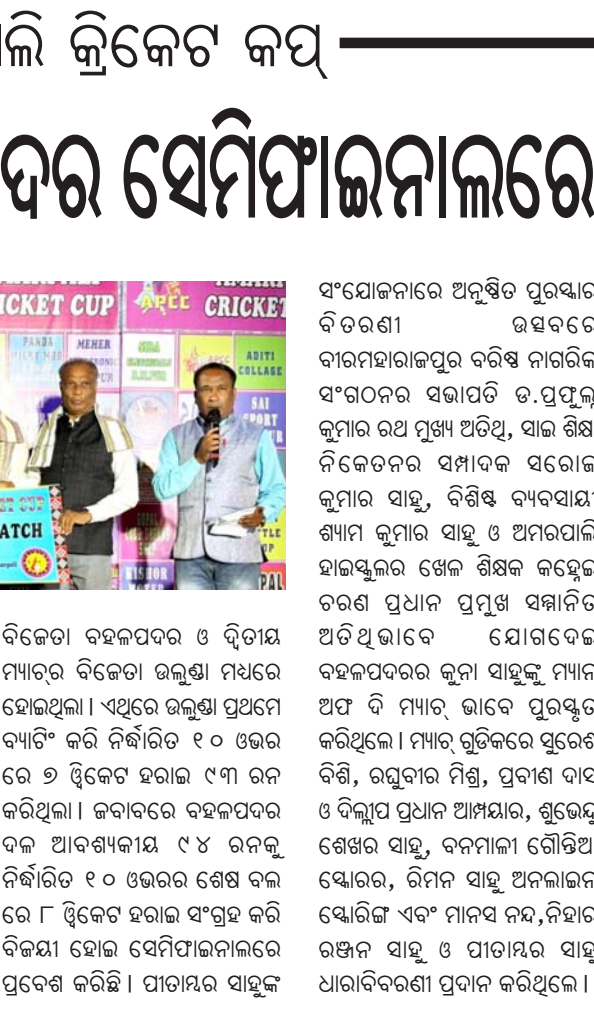 କ୍ରିକେଟ କପ୍
ଦର ସେମିଫାଇନାଲରେ
ICKET CUP
APCC
CRICKET
PANDA
MEHER
ADITI
COLLAGE
SAI
SPORT
CUP
ATCH
KISHOR
ବିଜେତା ବହଳପଦର ଓ ଦ୍ୱିତୀୟ
ମ୍ୟାଚ୍‌ର ବିଜେତା ଉଲୁଣ୍ଡା ମଧ୍ୟରେ
ହୋଇଥିଲା। ଏଥିରେ ଉଲୁଣ୍ଡା ପ୍ରଥମେ
ବ୍ୟାଟିଂ କରି ନିର୍ଦ୍ଧାରିତ ୧୦ ଓଭର
ରେ ୭ ୱିକେଟ ହରାଇ ୯୩ ରନ
କରିଥିଲା। ଜବାବରେ ବହଳପଦର
ଦଳ ଆବଶ୍ୟକୀୟ ୯୪ ରନକୁ
ନିର୍ଦ୍ଧାରିତ ୧୦ ଓଭରର ଶେଷ ବଲ
ରେ ୮ ୱିକେଟ ହରାଇ ସଂଗ୍ରହ କରି
ବିଜୟୀ ହୋଇ ସେମିଫାଇନାଲରେ
ପ୍ରବେଶ କରିଛି। ପୀତାମ୍ବର ସାହୁଙ୍କ
ସଂଯୋଜନାରେ ଅନୁଷ୍ଠିତ ପୁରସ୍କାର
ବିତରଣୀ ଉତ୍ସବରେ
ବୀରମହାରାଜପୁର ବରିଷ୍ଠ ନାଗରିକ
ସଂଗଠନର ସଭାପତି ଡ.ପ୍ରଫୁଲ୍ଲ
କୁମାର ରଥ ମୁଖ୍ୟ ଅତିଥି, ସାଇ ଶିକ୍ଷା
ନିକେତନର ସମ୍ପାଦକ ସରୋଜ
କୁମାର ସାହୁ, ବିଶିଷ୍ଟ ବ୍ୟବସାୟୀ
ଶ୍ୟାମ କୁମାର ସାହୁ ଓ ଅମରପାଲି
ହାଇସ୍କୁଲର ଖେଳ ଶିକ୍ଷକ କହ୍ନେଇ
ଚରଣ ପ୍ରଧାନ ପ୍ରମୁଖ ସମ୍ମାନିତ
ଅତିଥିଭାବେ ଯୋଗଦେଇ
ବହଳପଦରର କୁନା ସାହୁଙ୍କୁ ମ୍ୟାନ
ଅଫ ଦି ମ୍ୟାଚ୍ ଭାବେ ପୁରସ୍କୃତ
କରିଥିଲେ। ମ୍ୟାଚ୍ ଗୁଡିକରେ ସୁରେଶ
ବିଶି, ରଘୁବୀର ମିଶ୍ର, ପ୍ରବୀଣ ଦାସ
ଓ ଦିଲ୍ଲୀପ ପ୍ରଧାନ ଆମ୍ପାୟାର, ଶୁଭେନ୍ଦୁ
ଶେଖର ସାହୁ, ବନମାଳୀ ଗୌନ୍ତିଆ
ସ୍କୋରର, ରିମନ ସାହୁ ଅନଲାଇନ
ସ୍କୋରିଙ୍ଗ ଏବଂ ମାନସ ନନ୍ଦ,ନିହାର
ରଞ୍ଜନ ସାହୁ ଓ ପୀତାମ୍ବର ସାହୁ
ଧାରାବିବରଣୀ ପ୍ରଦାନ କରିଥିଲେ।